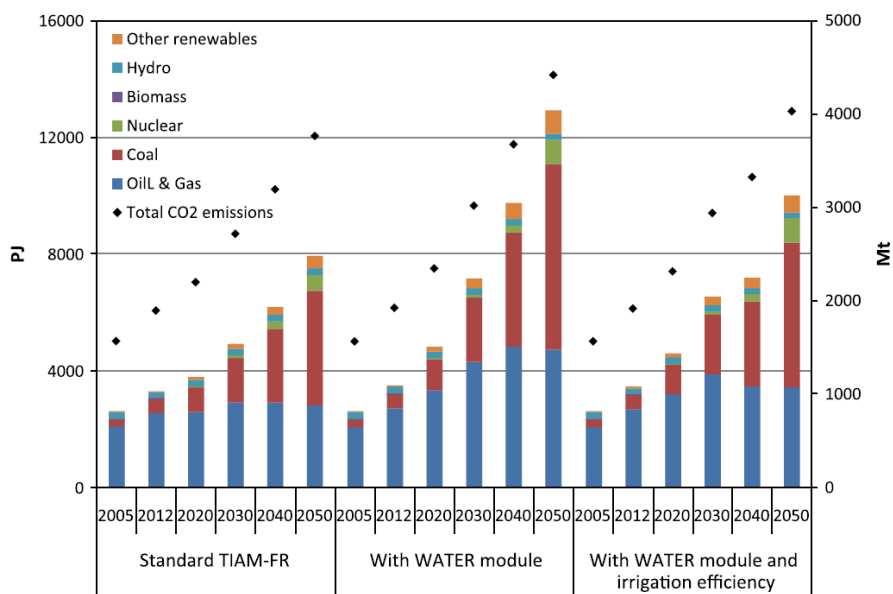 16000
12000
8000
4000
0
PJ
5000
4000
3000
2000
1000
0
Mt
Other renewables
Hydro
Biomass
Nuclear
Coal
OilL & Gas
Total CO2 emissions
2005 2012 2020 2030 2040 2050 2005 2012 2020 2030 2040 2050 2005 2012 2020 2030 2040 2050
Standard TIAM-FR
With WATER module
With WATER module and
irrigation efficiency